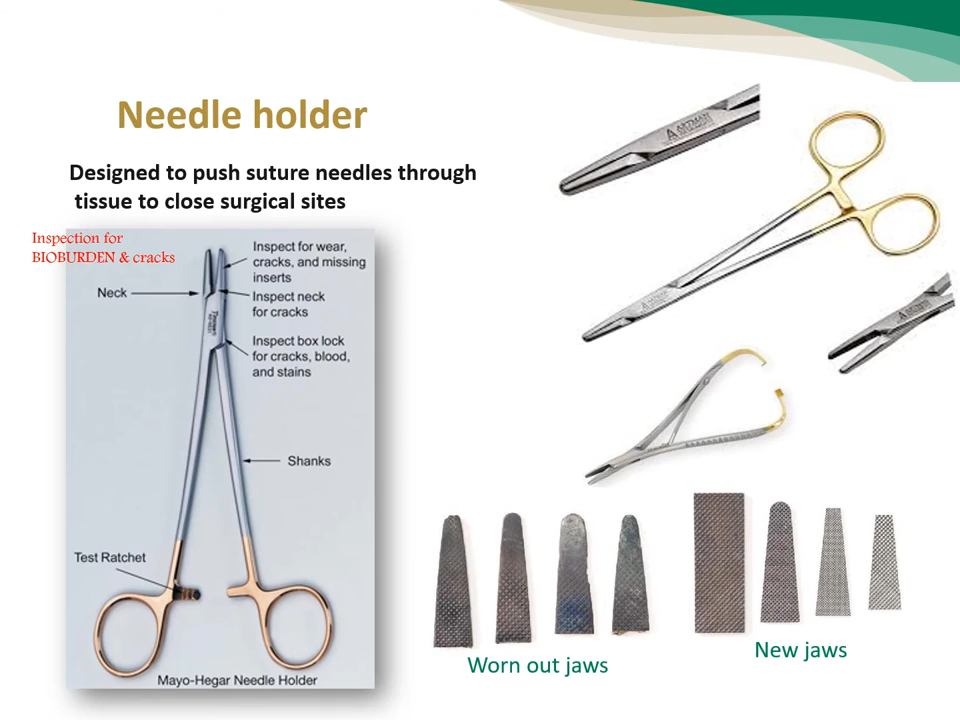 Needle holder
Designed to push suture needles through
tissue to close surgical sites
Inspection for
BIOBURDEN & cracks
Inspect for wear,
cracks, and missing
inserts
Neck
Inspect neck
for cracks
Inspect box lock
for cracks, blood,
and stains
Shanks
Test Ratchet
Mayo-Hegar Needle Holder
ARTMAN
Worn out jaws
New jaws